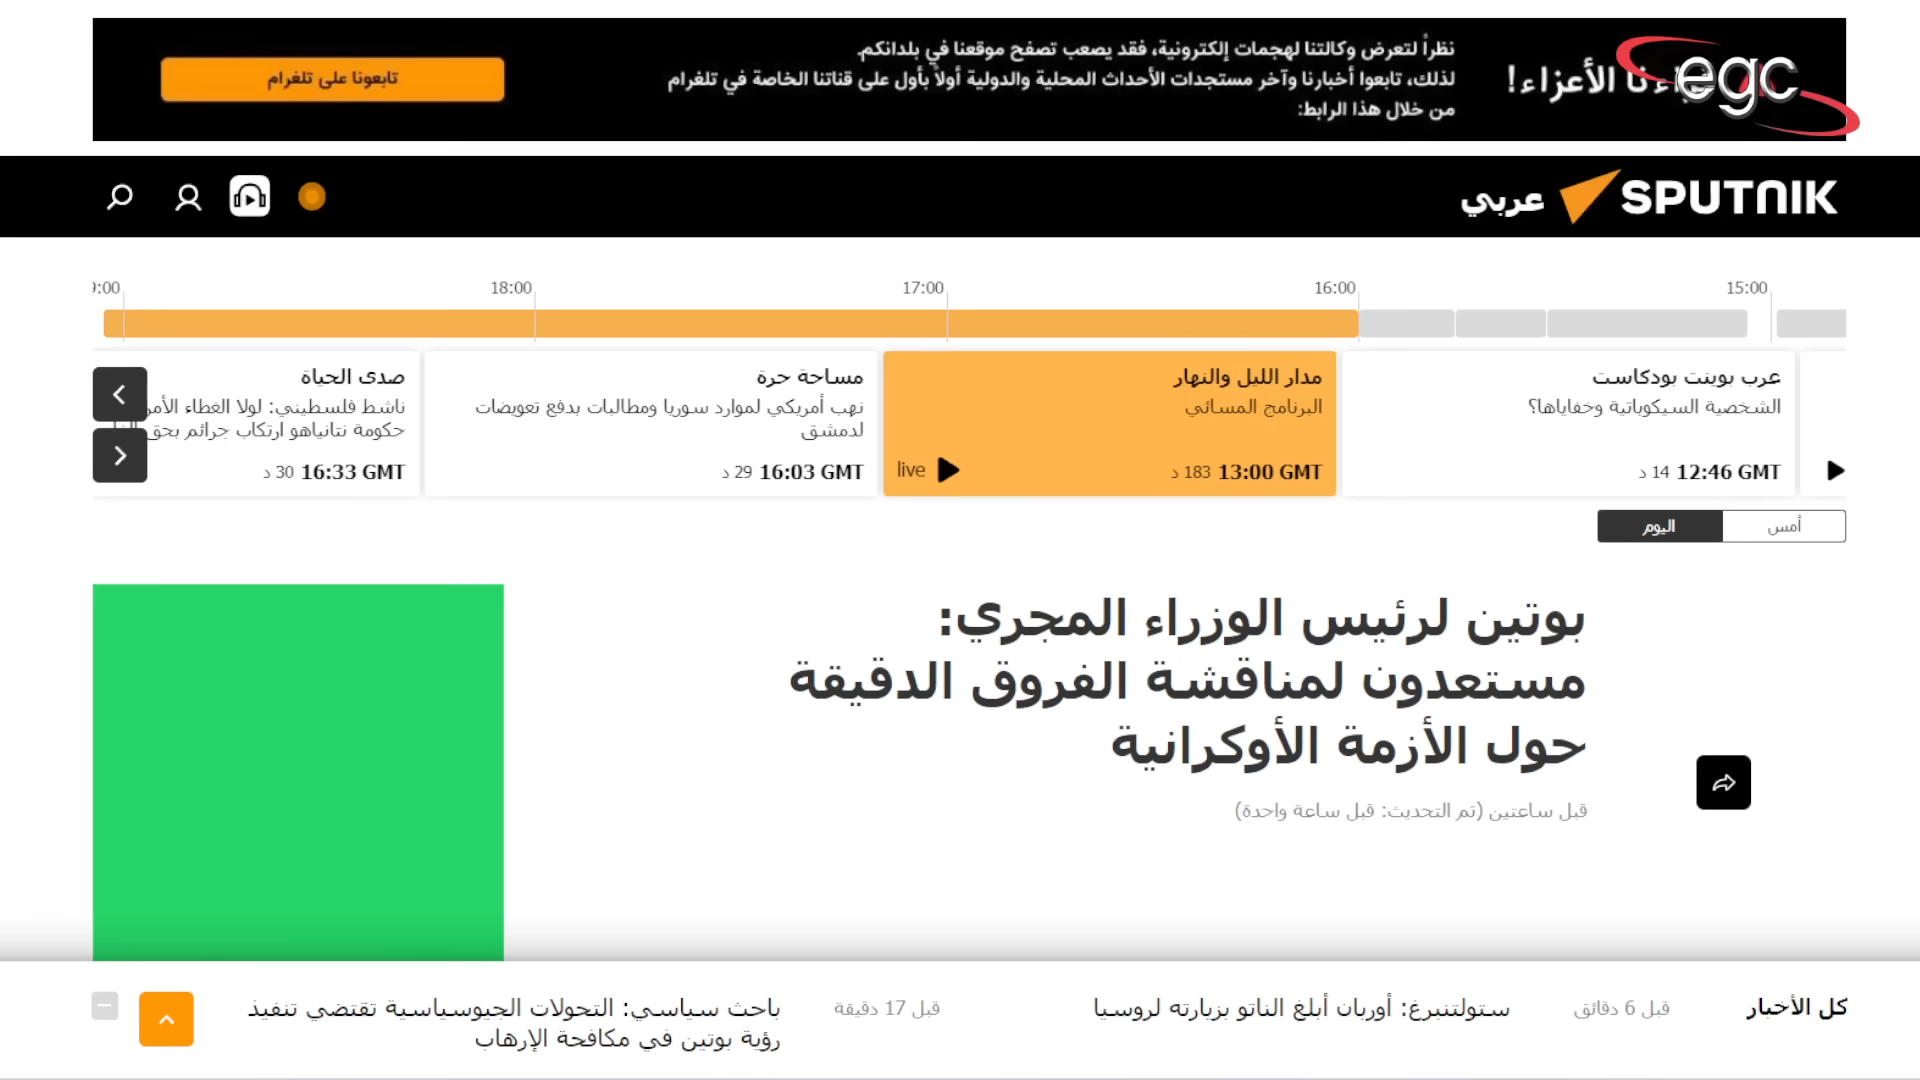 الأعزاء!
نظراً لتعرض وكالتنا لهجمات إلكترونية، فقد يصعب تصفح موقعنا في بلدانكم.
لذلك، تابعوا أخبارنا وآخر مستجدات الأحداث المحلية والدولية أولاً بأول على قناتنا الخاصة في تلغرام
من خلال هذا الرابط:
تابعونا على تلغرام
egc
SPUTNIK عربي
15:00
16:00
17:00
18:00
عرب بوينت بودكاست
الشخصية السيكوباتية وخفاياها؟
12:46 GMT 14 د
مدار الليل والنهار
البرنامج المسائي
13:00 GMT 183 د
live
مساحة حرة
نهب أمريكي لموارد سوريا ومطالبات بدفع تعويضات
لدمشق
16:03 GMT 29 د
صدى الحياة
ناشط فلسطيني: لولا الغطاء
حكومة نتانياهو ارتكاب جرائم بحق
16:33 GMT 30 د
أمس
اليوم
بوتين لرئيس الوزراء المجري:
مستعدون لمناقشة الفروق الدقيقة
حول الأزمة الأوكرانية
قبل ساعتين (تم التحديث: قبل ساعة واحدة)
كل الأخبار
قبل 6 دقائق
ستولتنبرغ: أوربان أبلغ الناتو بزيارته لروسيا
قبل 17 دقيقة
باحث سياسي: التحولات الجيوسياسية تقتضي تنفيذ
رؤية بوتين في مكافحة الإرهاب